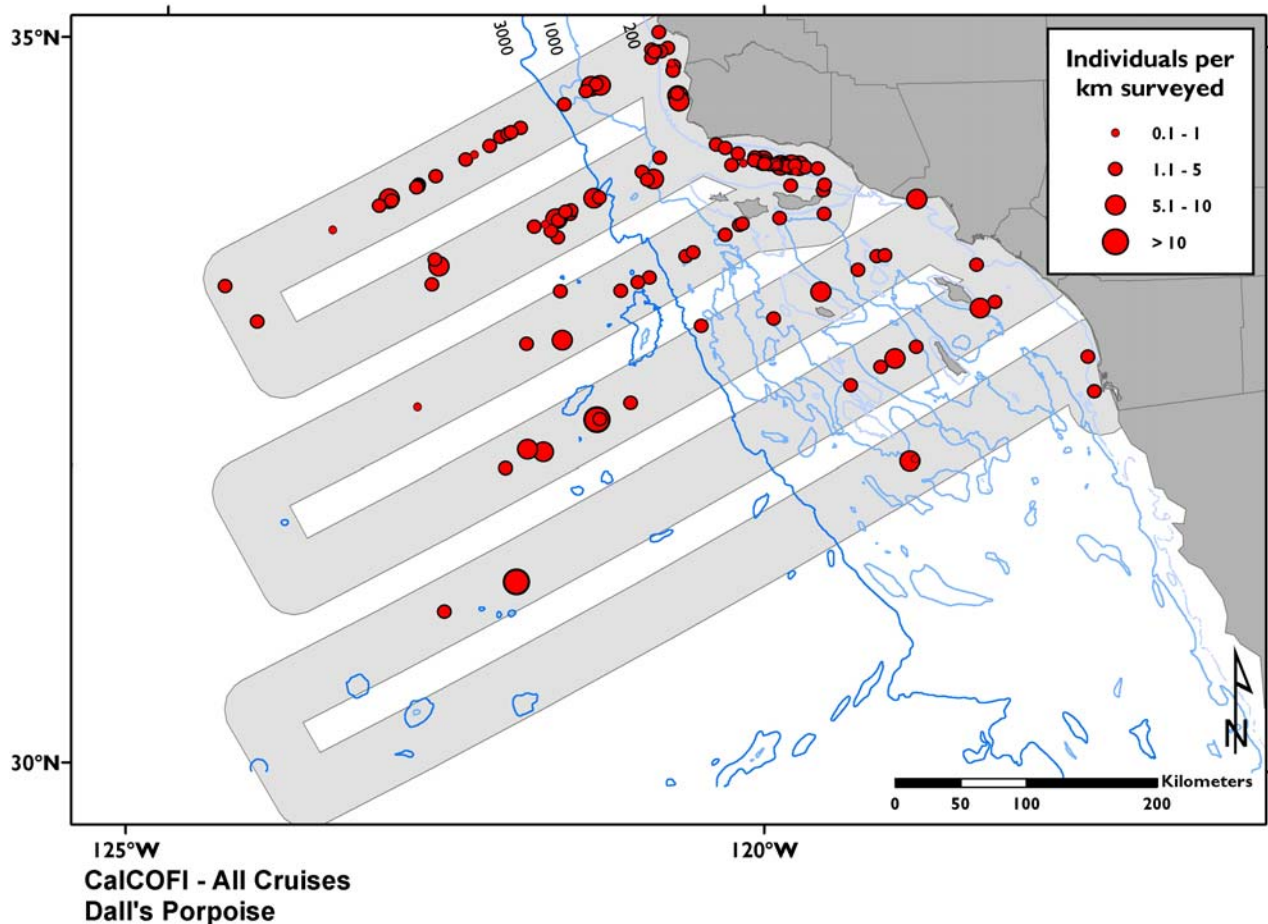 35°N
3000
1000
200
Individuals per
km surveyed
0.1 - 1
1.1 - 5
5.1 - 10
> 10
N
30°N
Kilometers
0 50 100 200
125°W
120°W
CalCOFI - All Cruises
Dall's Porpoise